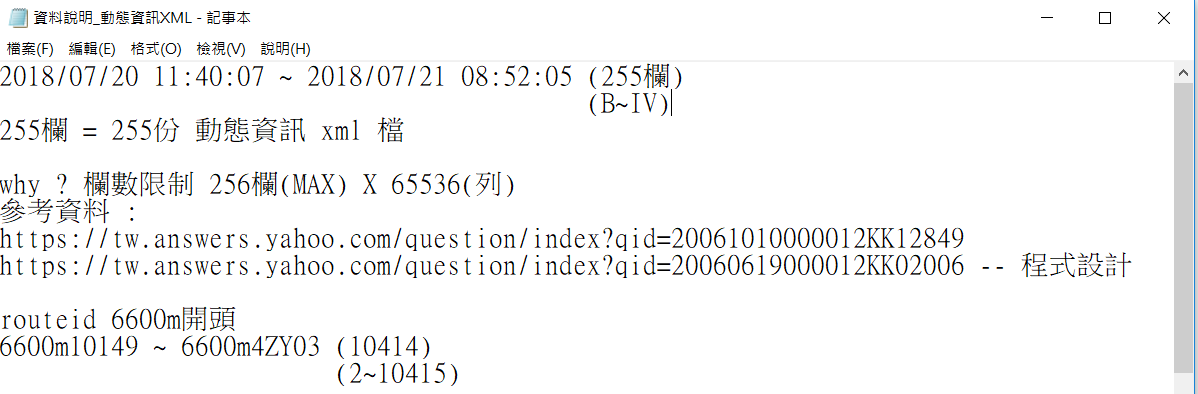 資料說明_動態資訊XML - 記事本
檔案(F) 編輯(E) 格式(O) 檢視(V) 說明(H)
2018/07/20 11:40:07 ~ 2018/07/21 08:52:05 (255欄)
(B~IV)
255欄 = 255份 動態資訊 xml 檔
why ? 欄數限制 256欄(MAX) X 65536(列)
參考資料 :
https://tw.answers.yahoo.com/question/index?qid=20061010000012KK12849
https://tw.answers.yahoo.com/question/index?qid=20060619000012KK02006 -- 程式設計
routeid 6600m開頭
6600m10149 ~ 6600m4ZY03 (10414)
(2~10415)